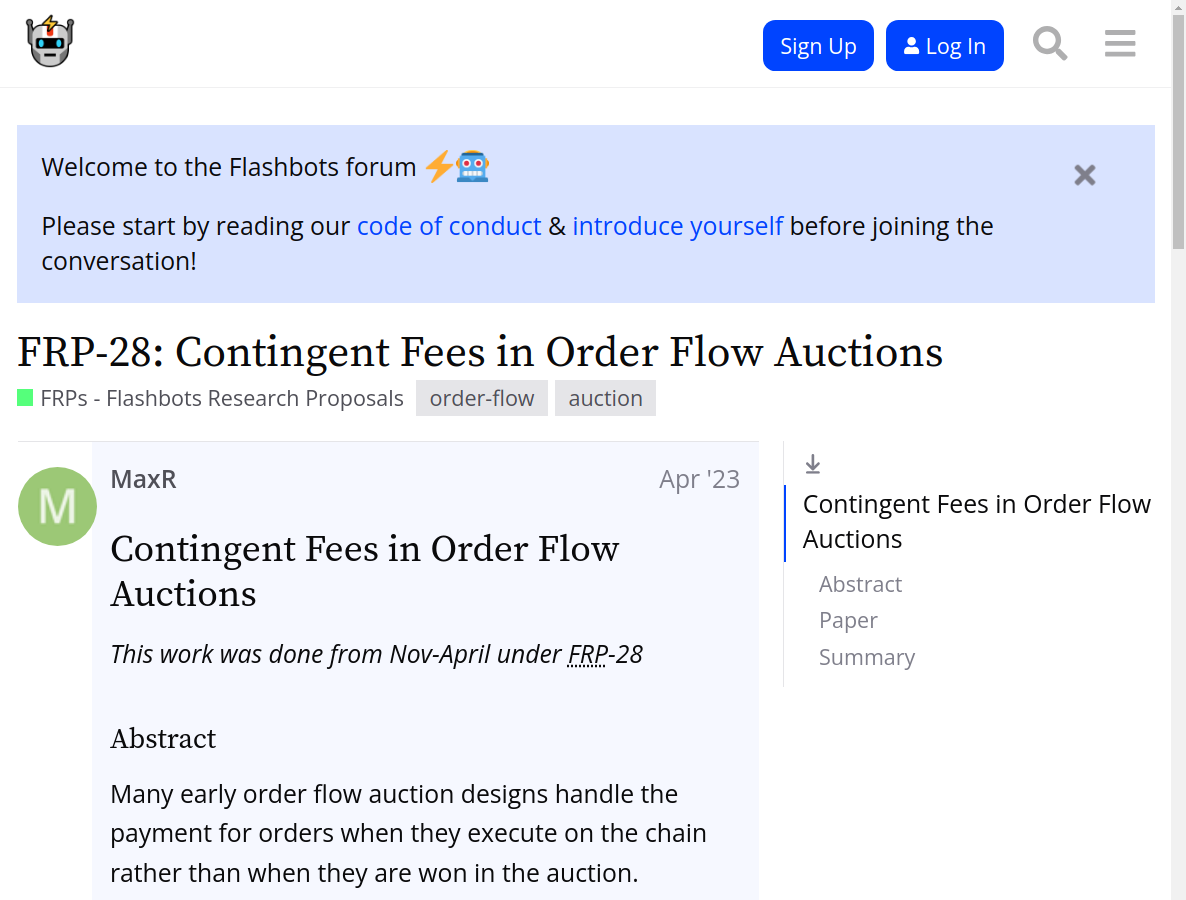 Sign Up
Log In
Welcome to the Flashbots forum
Please start by reading our code of conduct & introduce yourself before joining the
conversation!
FRP-28: Contingent Fees in Order Flow Auctions
FRPs - Flashbots Research Proposals
order-flow
auction
M
MaxR
Apr '23
Contingent Fees in Order Flow
Auctions
This work was done from Nov-April under FRP-28
Abstract
Many early order flow auction designs handle the
payment for orders when they execute on the chain
rather than when they are won in the auction.
Contingent Fees in Order Flow
Auctions
Abstract
Paper
Summary